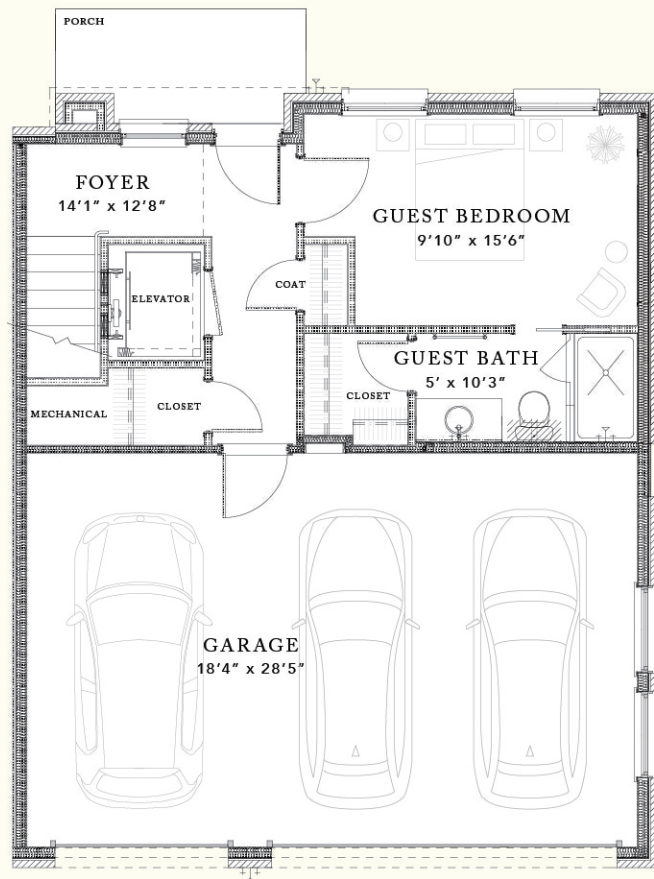 PORCH
FOYER
14'1" x 12'8"
GUEST BEDROOM
9'10" x 15'6"
COAT
ELEVATOR
GUEST BATH
5' x 10'3"
CLOSET
CLOSET
MECHANICAL
GARAGE
18'4" x 28'5"